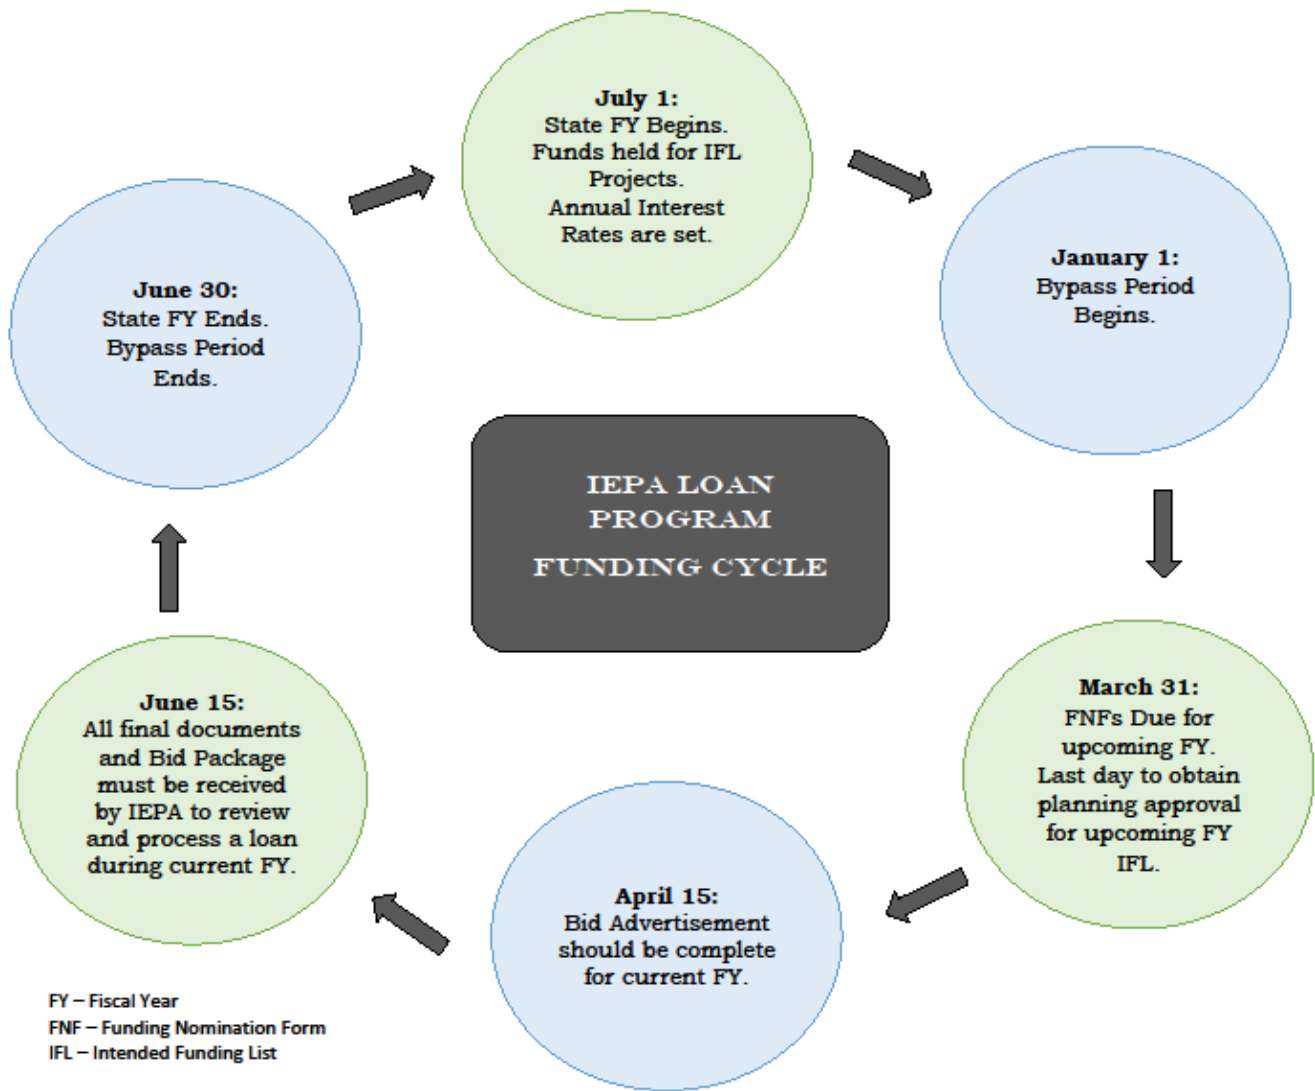 July 1:
State FY Begins.
Funds held for IFL
Projects.
Annual Interest
Rates are set.
January 1:
Bypass Period
Begins.
March 31:
FNFs Due for
upcoming FY.
Last day to obtain
planning approval
for upcoming FY
IFL.
April 15:
Bid Advertisement
should be complete
for current FY.
June 15:
All final documents
and Bid Package
must be received
by IEPA to review
and process a loan
during current FY.
June 30:
State FY Ends.
Bypass Period
Ends.
IEPA LOAN
PROGRAM
FUNDING CYCLE
FY – Fiscal Year
FNF – Funding Nomination Form
IFL – Intended Funding List